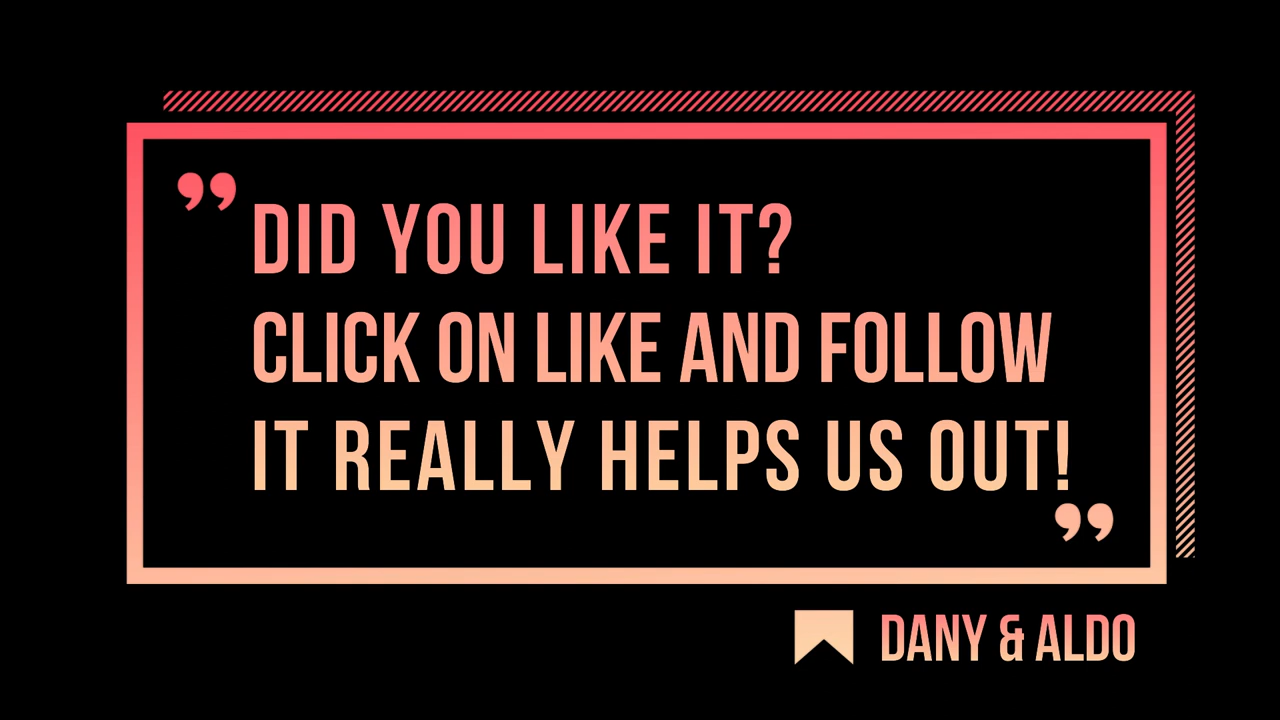 ”DID YOU LIKE IT?
CLICK ON LIKE AND FOLLOW
IT REALLY HELPS US OUT!”
DANY & ALDO